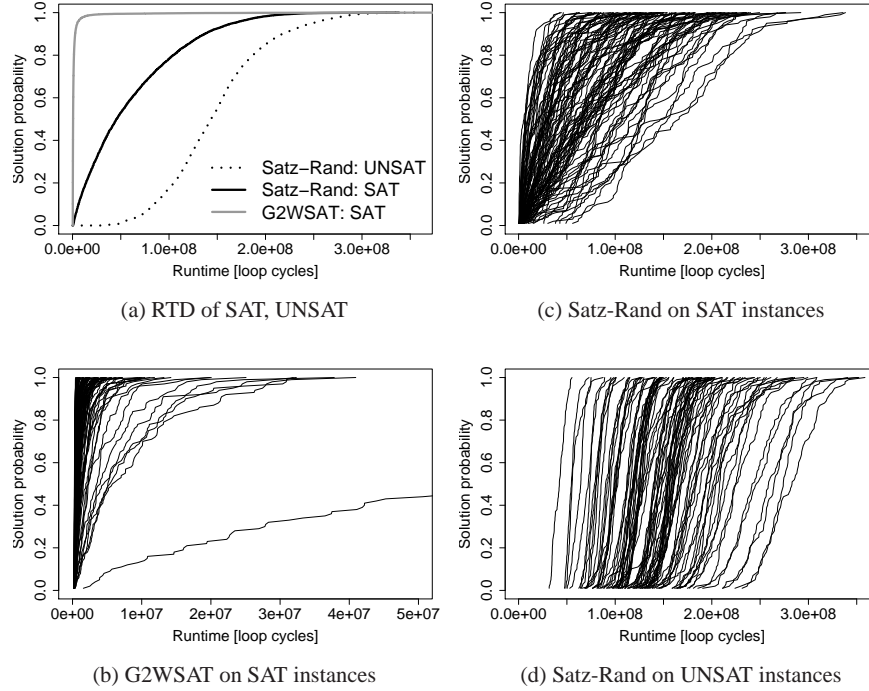 Solution probability
1.0
0.8
0.6
0.4
0.2
0.0
Satz-Rand: UNSAT
Satz-Rand: SAT
G2WSAT: SAT
0.0e+00
1.0e+08
2.0e+08
3.0e+08
Runtime [loop cycles]
(a) RTD of SAT, UNSAT
Solution probability
1.0
0.8
0.6
0.4
0.2
0.0
0.0e+00
1.0e+08
2.0e+08
3.0e+08
Runtime [loop cycles]
(c) Satz-Rand on SAT instances
Solution probability
1.0
0.8
0.6
0.4
0.2
0.0
0e+00
1e+07
2e+07
3e+07
4e+07
5e+07
Runtime [loop cycles]
(b) G2WSAT on SAT instances
Solution probability
1.0
0.8
0.6
0.4
0.2
0.0
0.0e+00
1.0e+08
2.0e+08
3.0e+08
Runtime [loop cycles]
(d) Satz-Rand on UNSAT instances